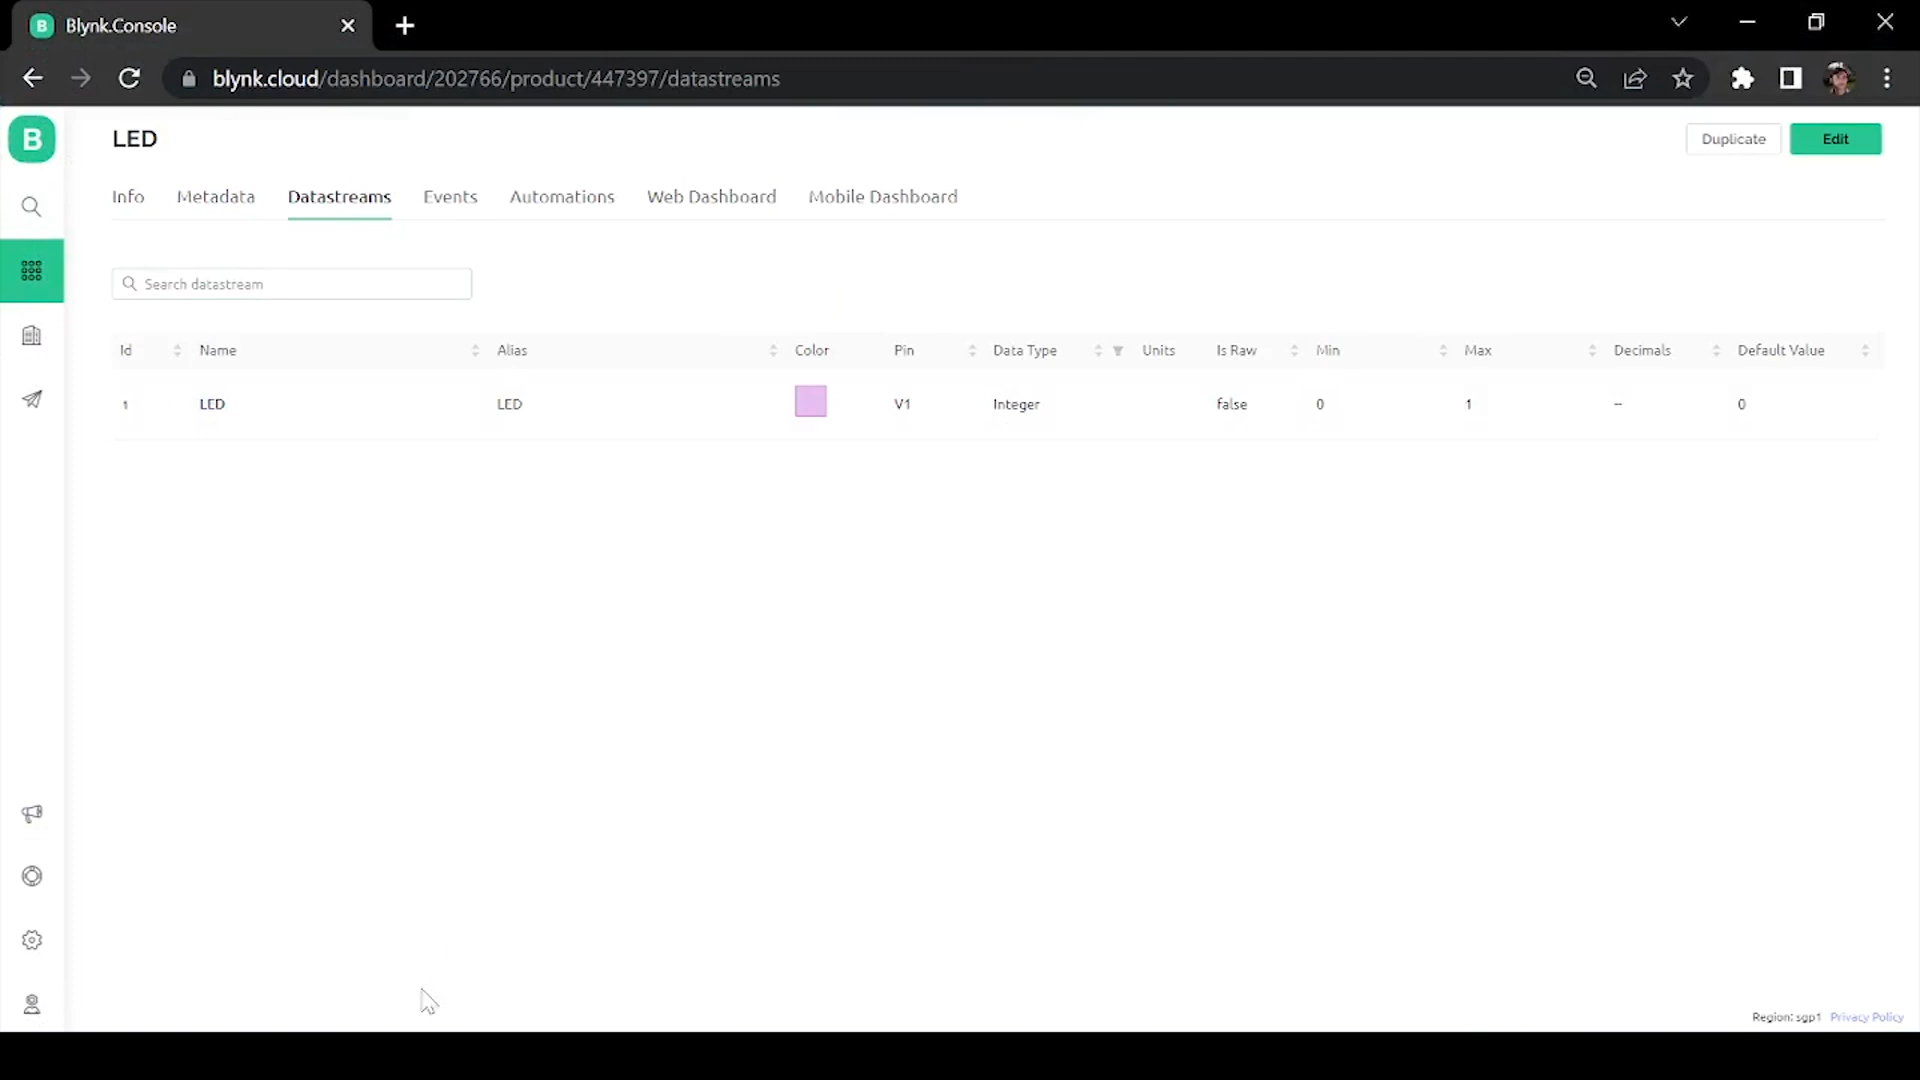 B Blynk.Console
blynk.cloud/dashboard/202766/product/447397/datastreams
B
LED
Duplicate
Edit
Info Metadata Datastreams Events Automations Web Dashboard Mobile Dashboard
Search datastream
Id Name Alias Color Pin Data Type Units Is Raw Min Max Decimals Default Value
1 LED LED V1 Integer false 0 1 – 0
Region: sgp1 Privacy Policy